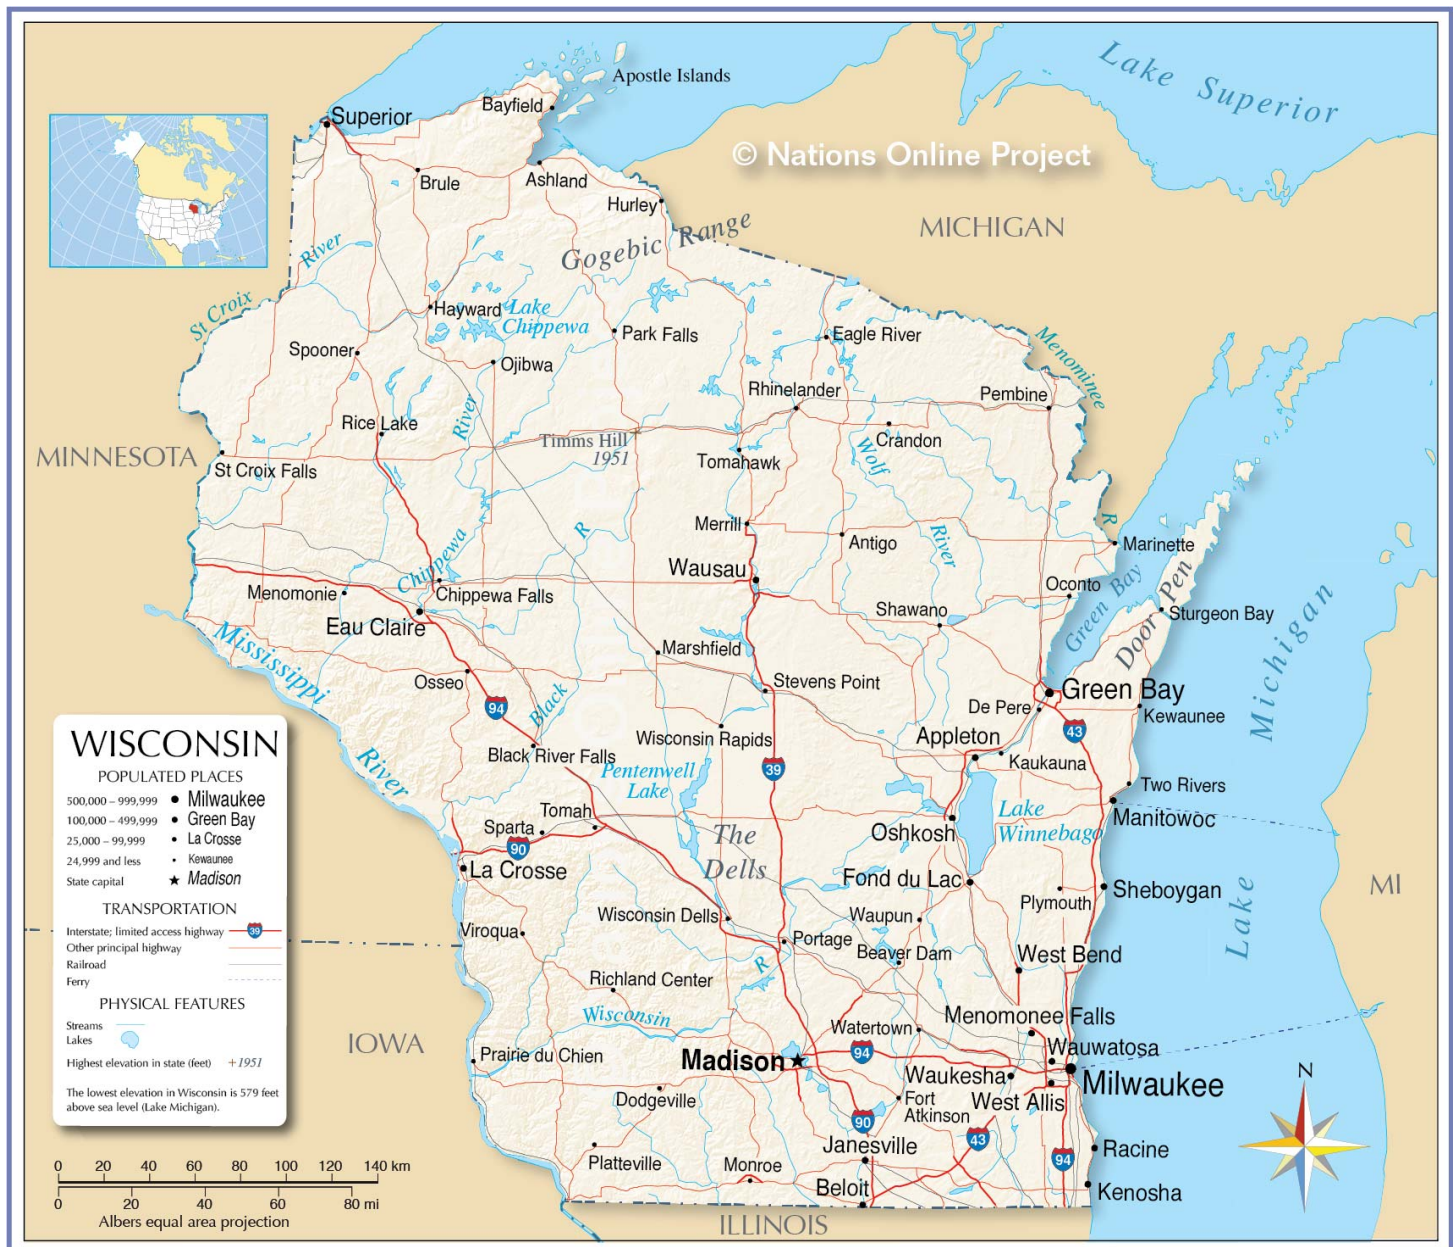 Lake Superior
Apostle Islands
Bayfield
Superior
© Nations Online Project
Brule
Ashland
Hurley
MICHIGAN
Gogebic Range
River
St Croix
Hayward
Lake
Chippewa
Park Falls
Eagle River
Menominee
Spooner
Ojibwa
Rhinelander
Pembine
Rice Lake
River
Timms Hill
1951
Crandon
Wolf
MINNESOTA
St Croix Falls
Tomahawk
R
Merrill
R
Antigo
River
Marinette
Chippewa
Wausau
Menomonie
Chippewa Falls
Oconto
Green Bay
Door Pen
Eau Claire
Shawano
Sturgeon Bay
Mississippi
Marshfield
Michigan
Osseo
Stevens Point
94
Black
Green Bay
De Pere
Kewaunee
43
Wisconsin Rapids
Appleton
Black River Falls
River
39
Kaukauna
Pentenwell
Lake
Two Rivers
Tomah
Lake
Winnebago
Manitowoc
Sparta
90
The
Dells
Oshkosh
La Crosse
Fond du Lac
Sheboygan
MI
Plymouth
Lake
Wisconsin Dells
Waupun
Viroqua
Portage
Beaver Dam
West Bend
R
Richland Center
Wisconsin
Menomonee Falls
Watertown
IOWA
Prairie du Chien
Madison
94
Wauwatosa
Waukesha
Milwaukee
Dodgeville
Fort
Atkinson
West Allis
90
43
Janesville
94
Racine
Platteville
Monroe
Beloit
Kenosha
ILLINOIS
N
WISCONSIN
POPULATED PLACES
500,000 – 999,999 Milwaukee
100,000 – 499,999 Green Bay
25,000 – 99,999 La Crosse
24,999 and less Kewaunee
State capital Madison
TRANSPORTATION
Interstate; limited access highway 39
Other principal highway
Railroad
Ferry
PHYSICAL FEATURES
Streams
Lakes
Highest elevation in state (feet) +1951
The lowest elevation in Wisconsin is 579 feet
above sea level (Lake Michigan).
0 20 40 60 80 100 120 140 km
0 20 40 60 80 mi
Albers equal area projection